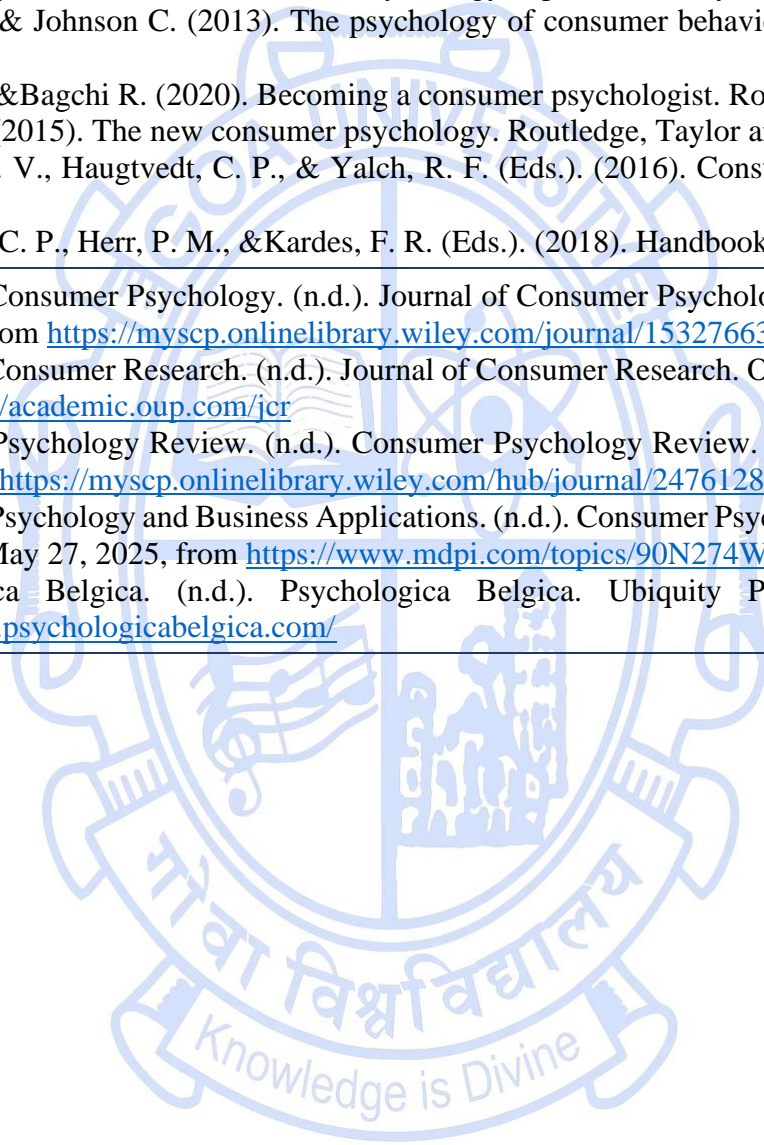 & Johnson C. (2013). The psychology of consumer behavio
&Bagchi R. (2020). Becoming a consumer psychologist. Ro
(2015). The new consumer psychology. Routledge, Taylor a
. V., Haugtvedt, C. P., & Yalch, R. F. (Eds.). (2016). Cons
C. P., Herr, P. M., &Kardes, F. R. (Eds.). (2018). Handbook
Consumer Psychology. (n.d.). Journal of Consumer Psycholo
om https://myscp.onlinelibrary.wiley.com/journal/15327663
Consumer Research. (n.d.). Journal of Consumer Research. O
/academic.oup.com/jcr
Psychology Review. (n.d.). Consumer Psychology Review.
https://myscp.onlinelibrary.wiley.com/hub/journal/2476128
Psychology and Business Applications. (n.d.). Consumer Psyc
May 27, 2025, from https://www.mdpi.com/topics/90N274W
ca Belgica. (n.d.). Psychologica Belgica. Ubiquity P
.psychologicabelgica.com/
GOA UNIVERSITY
गोंवा विश्वविद्यालय
Knowledge is Divine